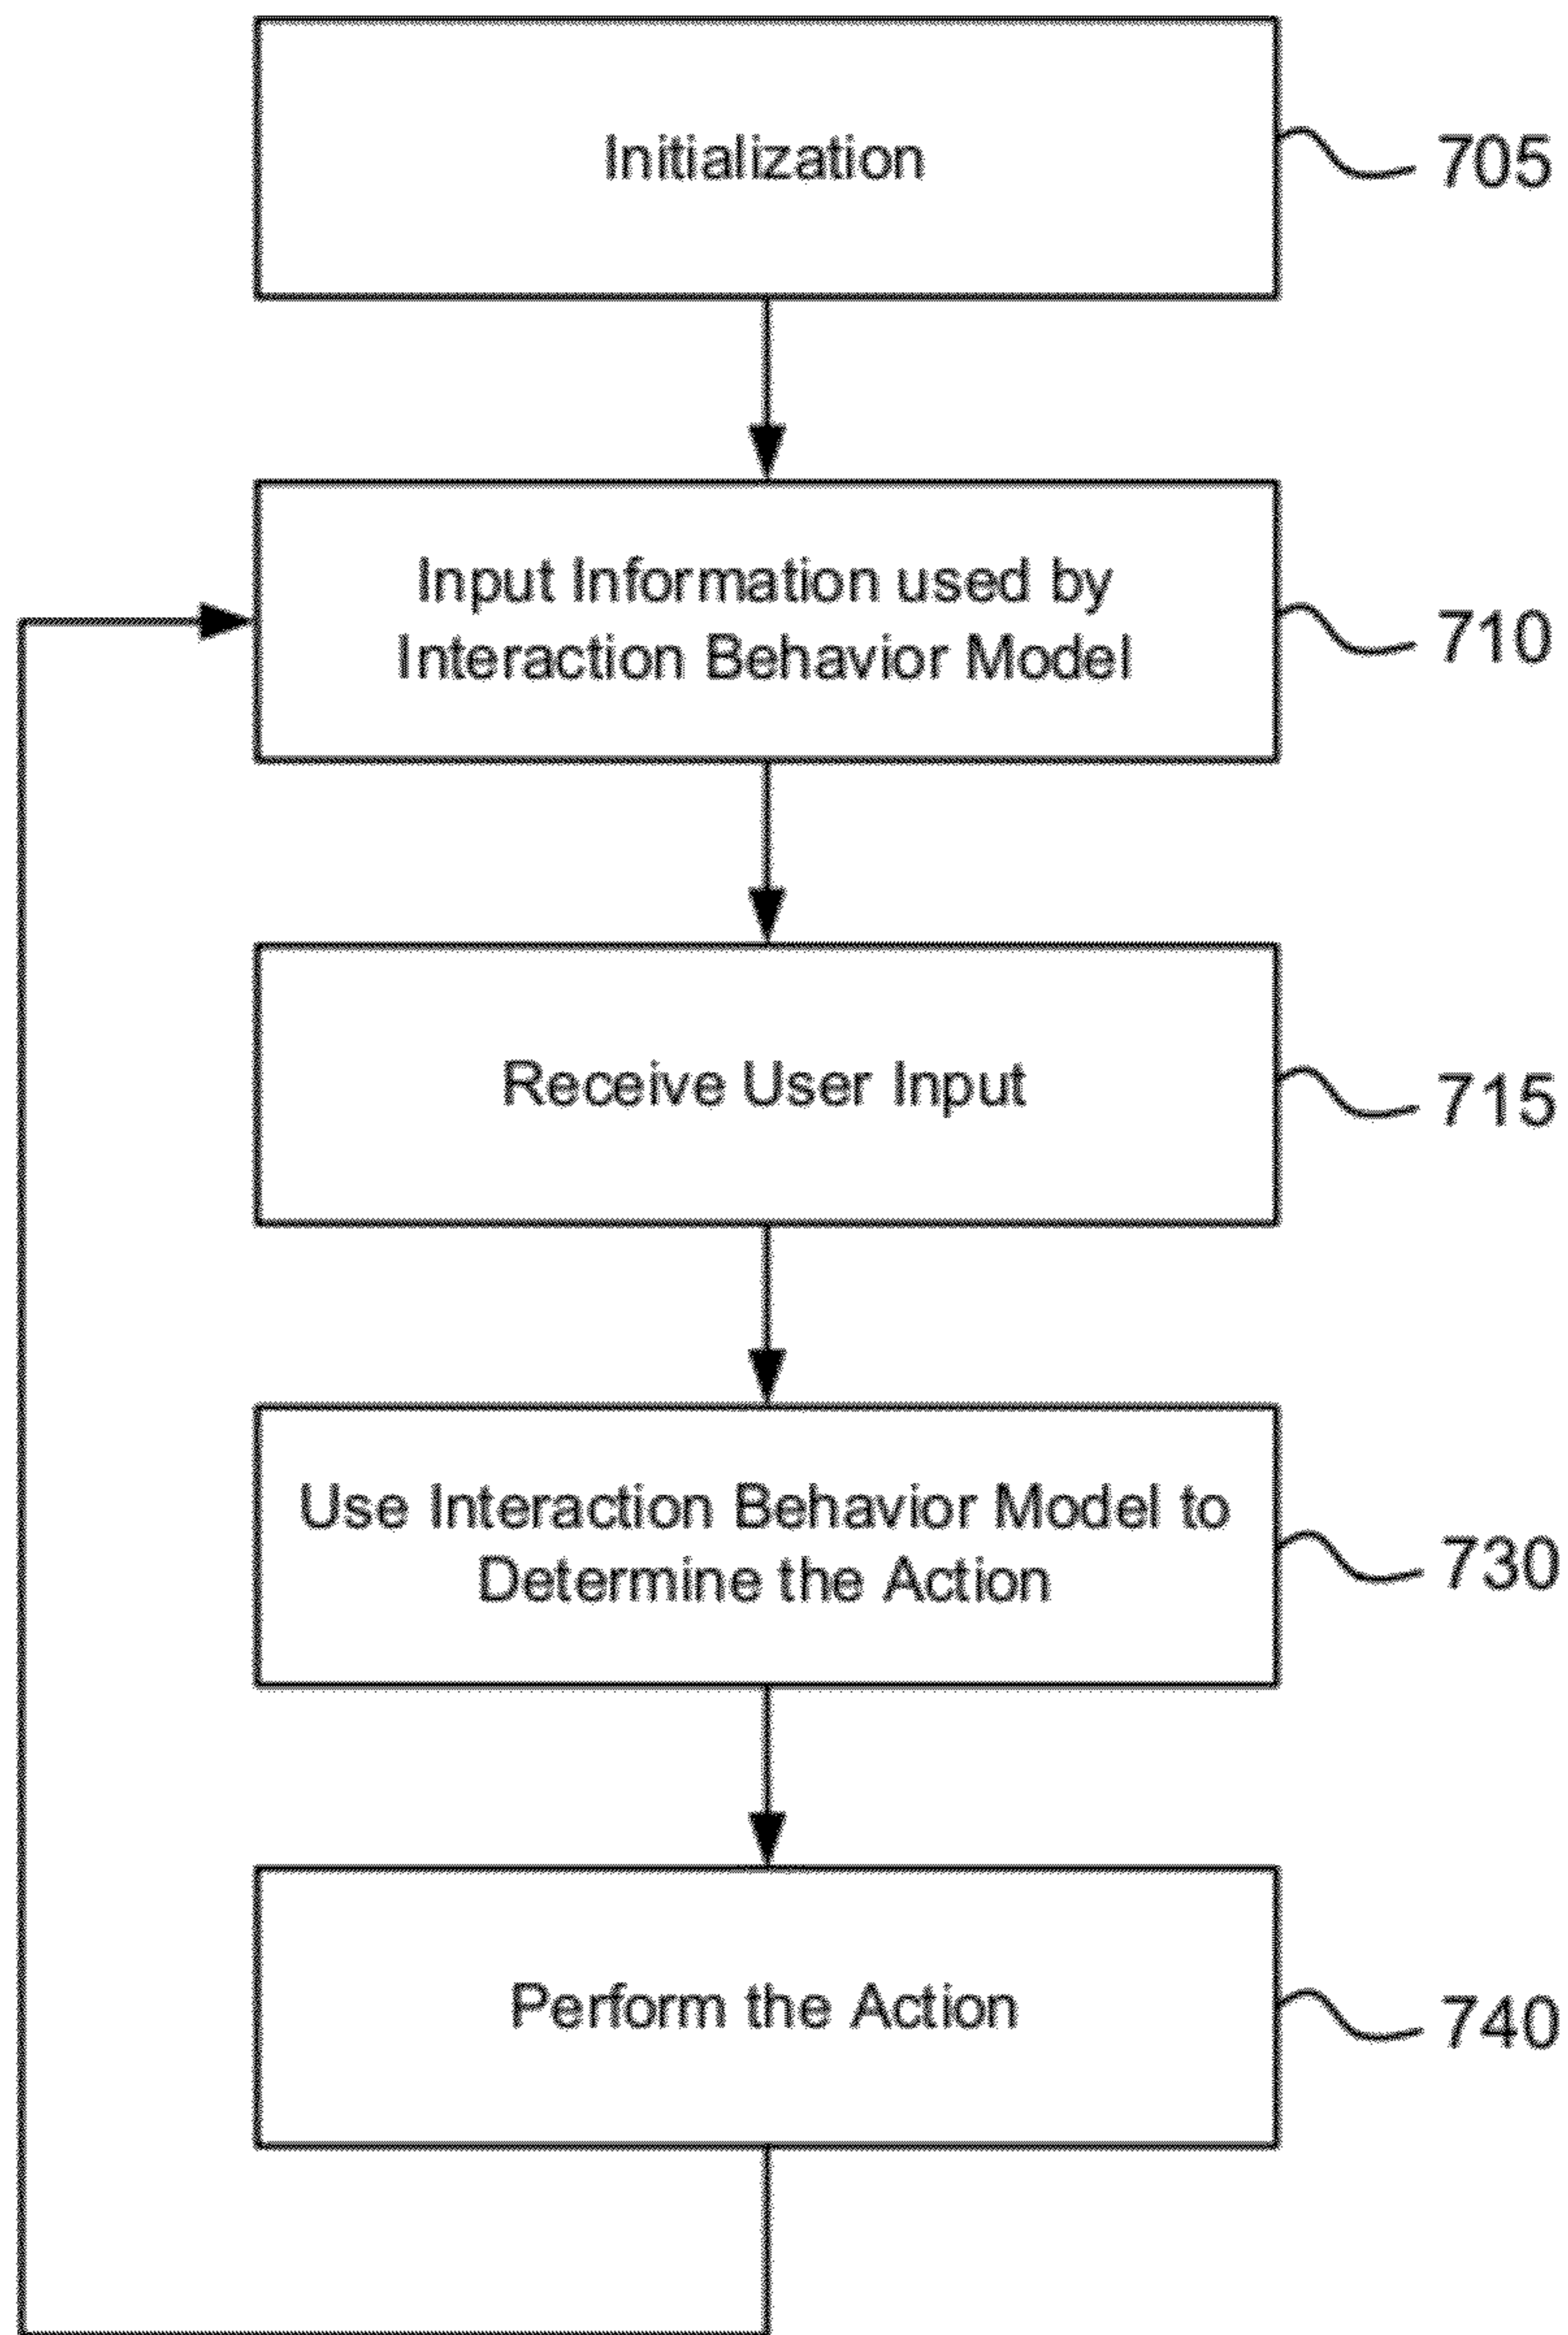 Initialization
705
Input Information used by
Interaction Behavior Model
710
Receive User Input
715
Use Interaction Behavior Model to
Determine the Action
730
Perform the Action
740